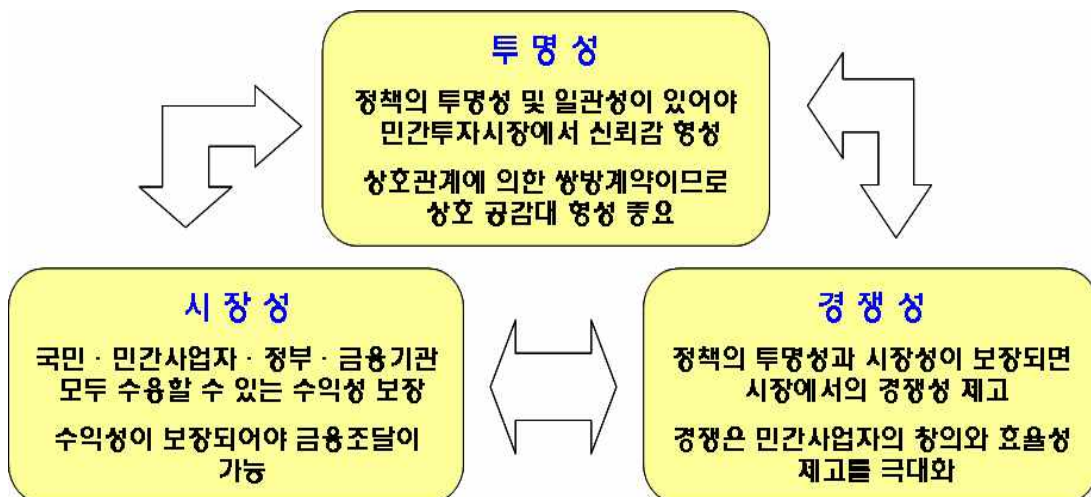 투 명 성
정책의 투명성 및 일관성이 있어야
민간투자시장에서 신뢰감 형성
상호관계에 의한 쌍방계약이므로
상호 공감대 형성 중요
시 장 성
국민 · 민간사업자 · 정부 · 금융기관
모두 수용할 수 있는 수익성 보장
수익성이 보장되어야 금융조달이
가능
경 쟁 성
정책의 투명성과 시장성이 보장되면
시장에서의 경쟁성 제고
경쟁은 민간사업자의 창의와 효율성
제고를 극대화